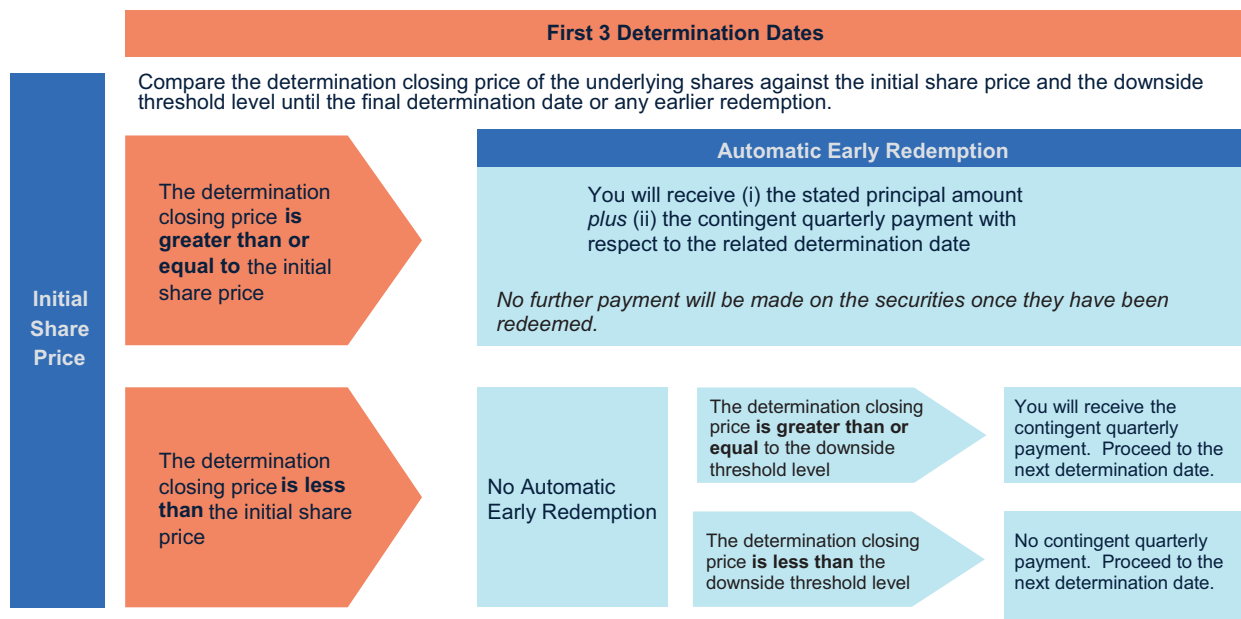 First 3 Determination Dates
Compare the determination closing price of the underlying shares against the initial share price and the downside
threshold level until the final determination date or any earlier redemption.
Initial
Share
Price
The determination
closing price is
greater than or
equal to the initial
share price
Automatic Early Redemption
You will receive (i) the stated principal amount
plus (ii) the contingent quarterly payment with
respect to the related determination date
No further payment will be made on the securities once they have been
redeemed.
The determination
closing price is less
than the initial share
price
No Automatic
Early Redemption
The determination closing
price is greater than or
equal to the downside
threshold level
You will receive the
contingent quarterly
payment. Proceed to the
next determination date.
The determination closing
price is less than the
downside threshold level
No contingent quarterly
payment. Proceed to the
next determination date.